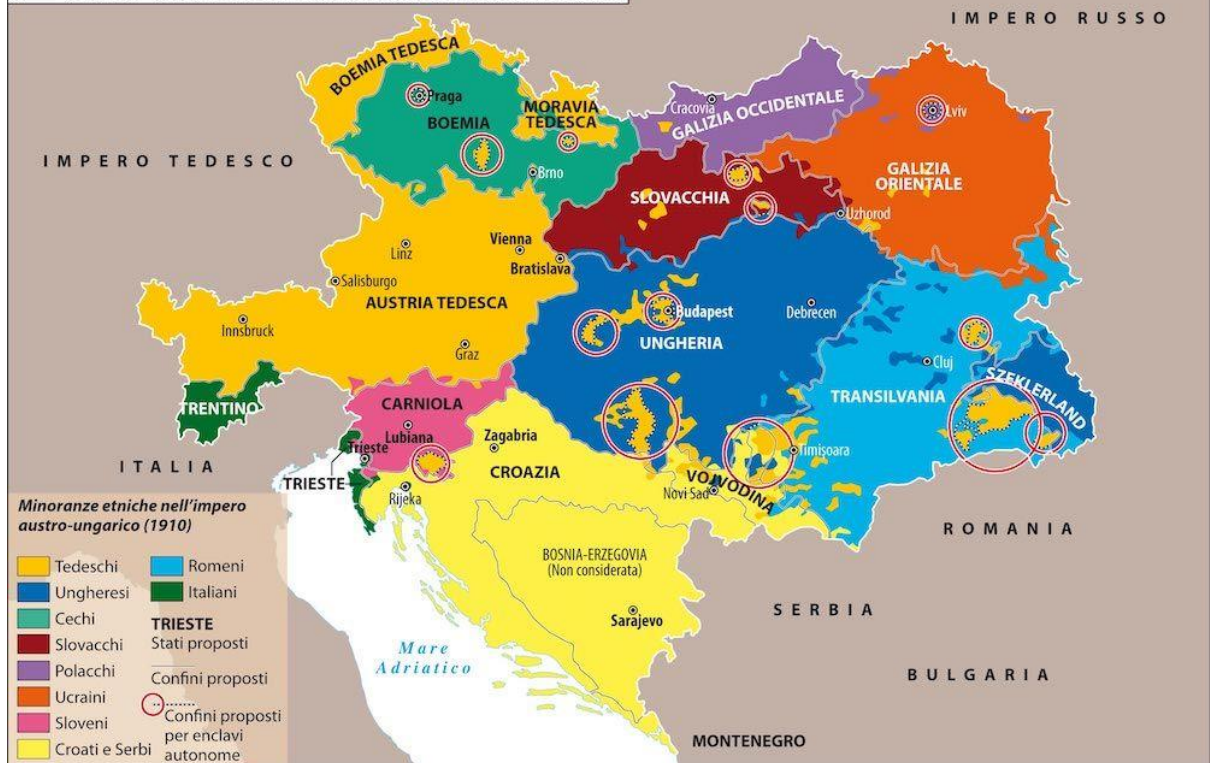 IMPERO RUSSO
BOEMIA TEDESCA
Praga
BOEMIA
MORAVIA
TEDESCA
Cracovia
GALIZIA OCCIDENTALE
Lviv
IMPERO TEDESCO
Brno
SLOVACCHIA
GALIZIA
ORIENTALE
Uzhorod
Linz
Vienna
Bratislava
Salisburgo
AUSTRIA TEDESCA
Innsbruck
Graz
Budapest
UNGHERIA
Debrecen
Cluj
TRANSILVANIA
SZEKLERLAND
TRENTINO
CARNIOLA
Lubiana
Trieste
Zagabria
CROAZIA
Timișoara
VOJVODINA
Novi Sad
ITALIA
TRIESTE
Rijeka
ROMANIA
BOSNIA-ERZEGOVIA
(Non considerata)
Sarajevo
SERBIA
Mare
Adriatico
BULGARIA
MONTENEGRO
Minoranze etniche nell'impero
austro-ungarico (1910)
Tedeschi
Ungheresi
Cechi
Slovacchi
Polacchi
Ucraini
Sloveni
Croati e Serbi
Romeni
Italiani
TRIESTE
Stati proposti
Confini proposti
Confini proposti
per enclavi
autonome